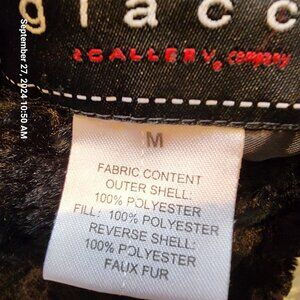 giacc
GALLERY company
M
FABRIC CONTENT
OUTER SHELL:
100% POLYESTER
FILL: 100% POLYESTER
REVERSE SHELL:
100% POLYESTER
FAUX FUR
September 27, 2024 10:50 AM